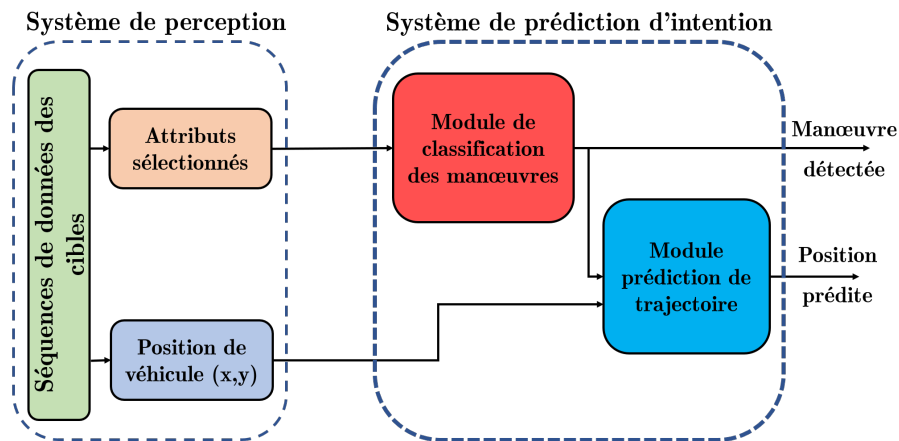 Système de perception
Système de prédiction d'intention
Séquences de données des
cibles
Attributs
sélectionnés
Position de
véhicule (x,y)
Module de
classification
des manœuvres
Module
prédiction de
trajectoire
Manœuvre
détectée
Position
prédite